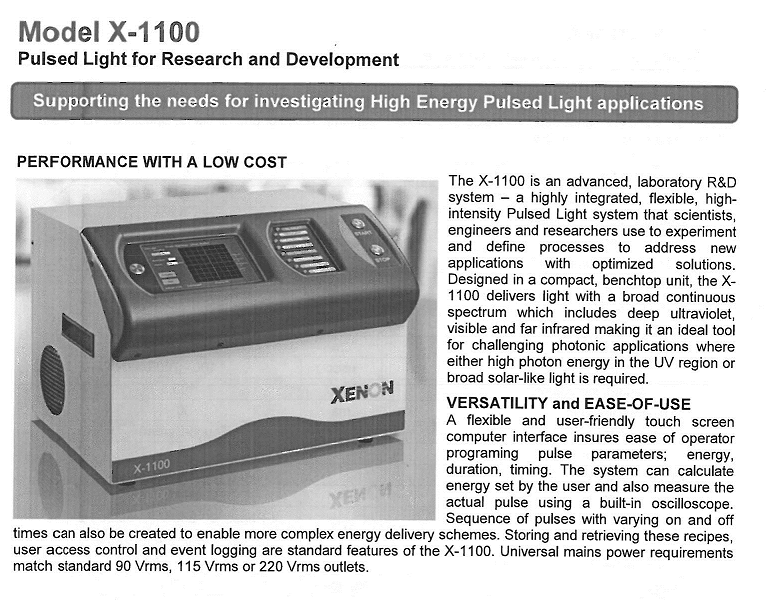 Model X-1100
Pulsed Light for Research and Development
Supporting the needs for investigating High Energy Pulsed Light applications
PERFORMANCE WITH A LOW COST
The X-1100 is an advanced, laboratory R&D
system – a highly integrated, flexible, high-
intensity Pulsed Light system that scientists,
engineers and researchers use to experiment
and define processes to address new
applications with optimized solutions.
Designed in a compact, benchtop unit, the X-
1100 delivers light with a broad continuous
spectrum which includes deep ultraviolet,
visible and far infrared making it an ideal tool
for challenging photonic applications where
either high photon energy in the UV region or
broad solar-like light is required.
START
STOP
XENON
X-1100
VERSATILITY and EASE-OF-USE
A flexible and user-friendly touch screen
computer interface insures ease of operator
programing pulse parameters; energy,
duration, timing. The system can calculate
energy set by the user and also measure the
actual pulse using a built-in oscilloscope.
Sequence of pulses with varying on and off
times can also be created to enable more complex energy delivery schemes. Storing and retrieving these recipes,
user access control and event logging are standard features of the X-1100. Universal mains power requirements
match standard 90 Vrms, 115 Vrms or 220 Vrms outlets.